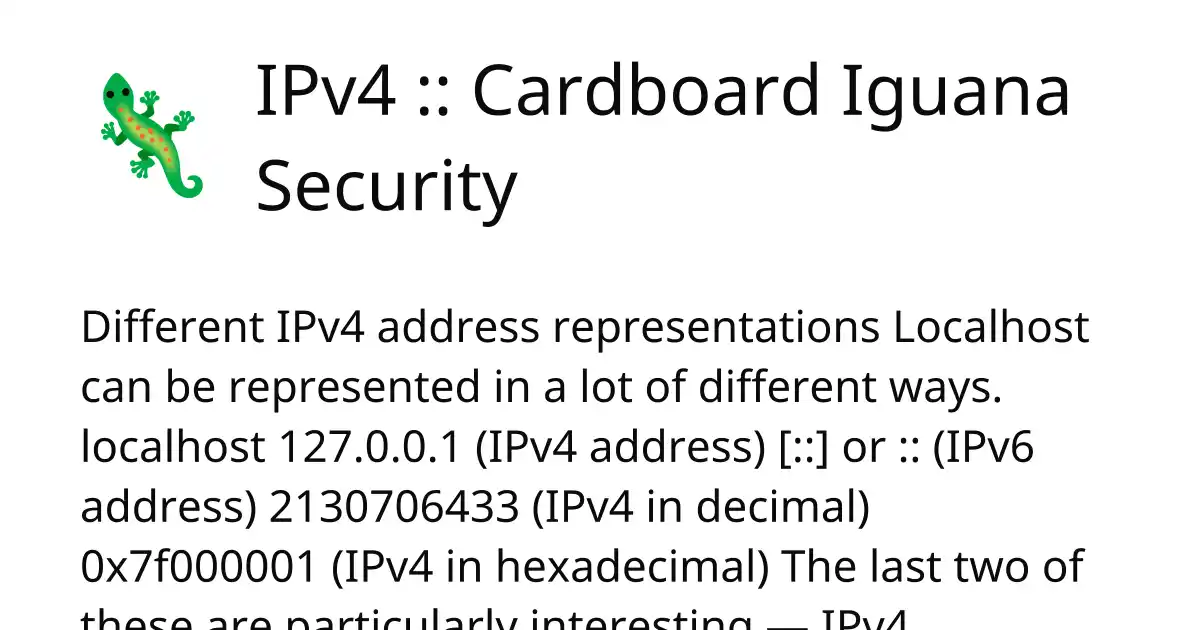 IPv4 :: Cardboard Iguana
Security
Different IPv4 address representations Localhost
can be represented in a lot of different ways.
localhost 127.0.0.1 (IPv4 address) [::] or :: (IPv6
address) 2130706433 (IPv4 in decimal)
0x7f000001 (IPv4 in hexadecimal) The last two of
these are particularly interesting — IPv4